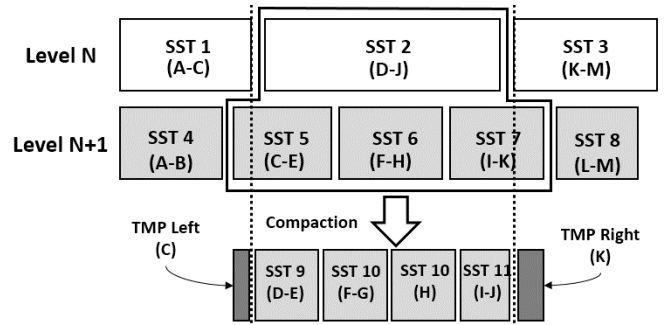 Level N
SST 1
(A-C)
SST 2
(D-J)
SST 3
(K-M)
Level N+1
SST 4
(A-B)
SST 5
(C-E)
SST 6
(F-H)
SST 7
(I-K)
SST 8
(L-M)
Compaction
TMP Left
(C)
TMP Right
(K)
SST 9
(D-E)
SST 10
(F-G)
SST 10
(H)
SST 11
(I-J)